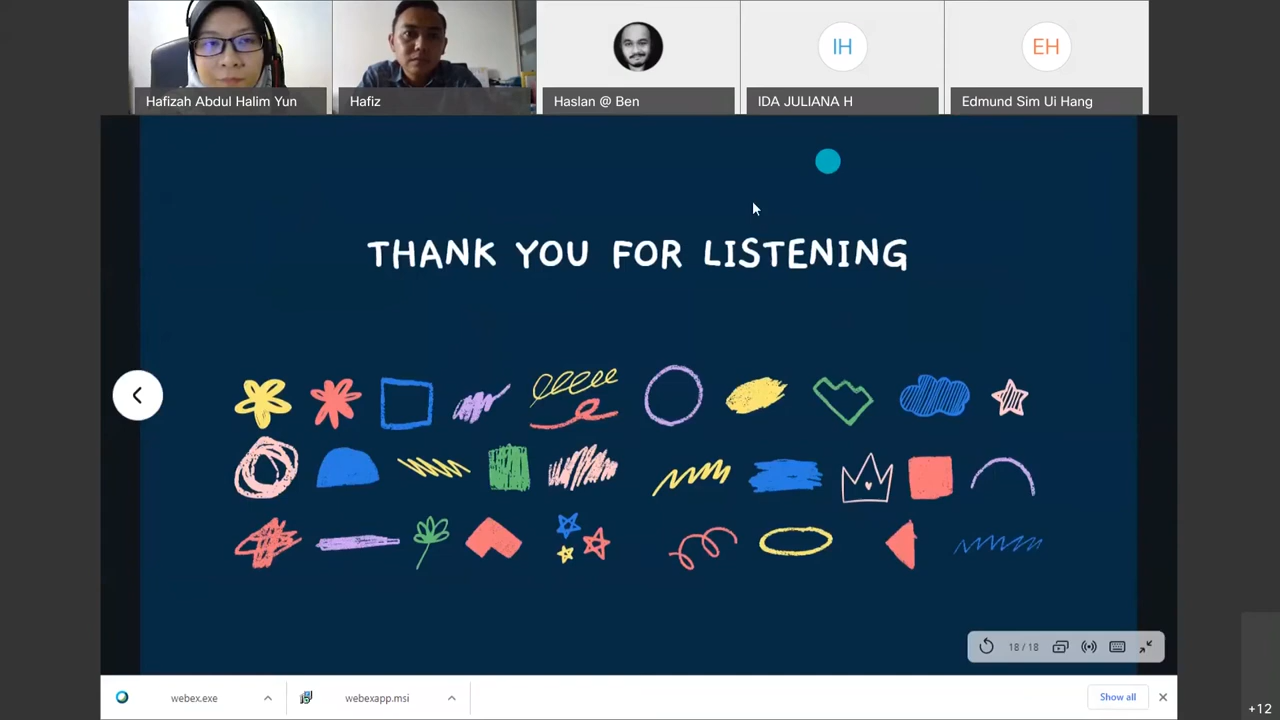 Hafizah Abdul Halim Yun
Hafiz
Haslan @ Ben
IH
IDA JULIANA H
EH
Edmund Sim Ui Hang
THANK YOU FOR LISTENING
18 / 18
webex.exe
webexapp.msi
Show all
+12